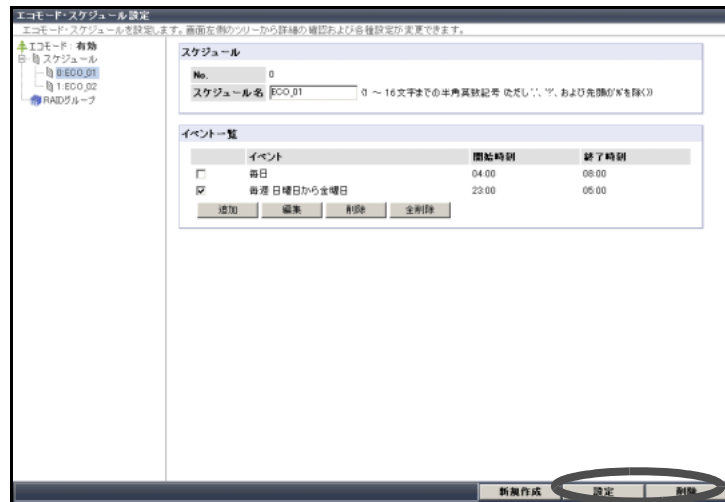 エコモード・スケジュール設定
エコモード・スケジュールを設定します。画面左側のツリーから詳細の確認および各種設定が変更できます。
エコモード：有効
スケジュール
0:ECO_01
1:ECO_02
RAIDグループ
スケジュール
No. 0
スケジュール名 ECO_01 (1 ～ 16文字までの半角英数記号 (ただし
および先頭の
を除く))
イベント一覧
イベント 開始時刻 終了時刻
毎日 04:00 08:00
毎週 日曜日から金曜日 23:00 05:00
追加 編集 削除 全削除
新規作成 設定 削除